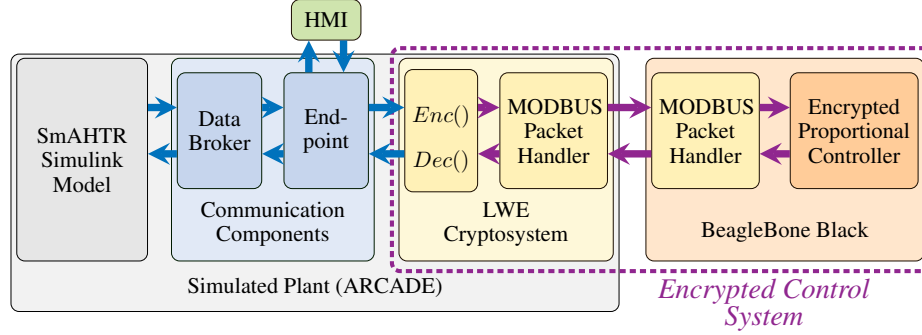 HMI
SmAHTR
Simulink
Model
Data
Broker
End-
point
Communication
Components
Enc()
Dec()
MODBUS
Packet
Handler
LWE
Cryptosystem
MODBUS
Packet
Handler
Encrypted
Proportional
Controller
BeagleBone Black
Simulated Plant (ARCADE)
Encrypted Control
System